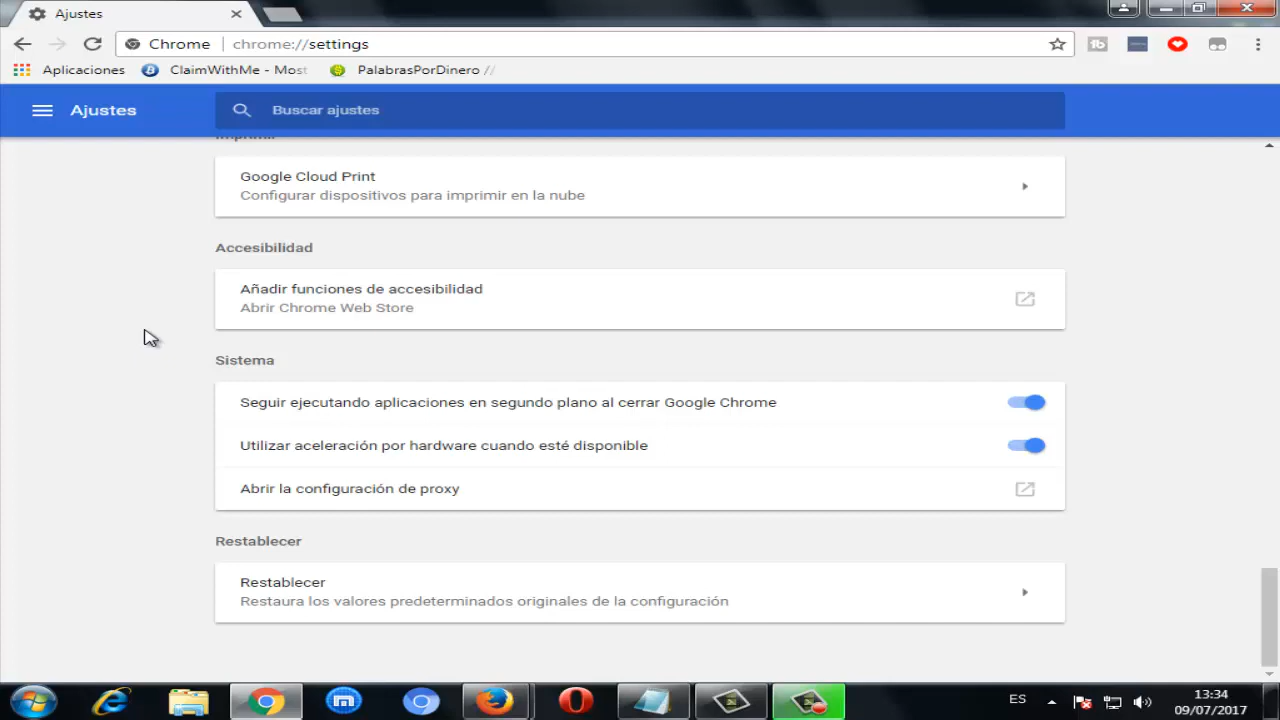 Ajustes
Chrome chrome://settings
Aplicaciones ClaimWithMe - Most PalabrasPorDinero //
Ajustes Buscar ajustes
Imprimir
Google Cloud Print
Configurar dispositivos para imprimir en la nube
Accesibilidad
Añadir funciones de accesibilidad
Abrir Chrome Web Store
Sistema
Seguir ejecutando aplicaciones en segundo plano al cerrar Google Chrome
Utilizar aceleración por hardware cuando esté disponible
Abrir la configuración de proxy
Restablecer
Restablecer
Restaura los valores predeterminados originales de la configuración
ES
13:34
09/07/2017